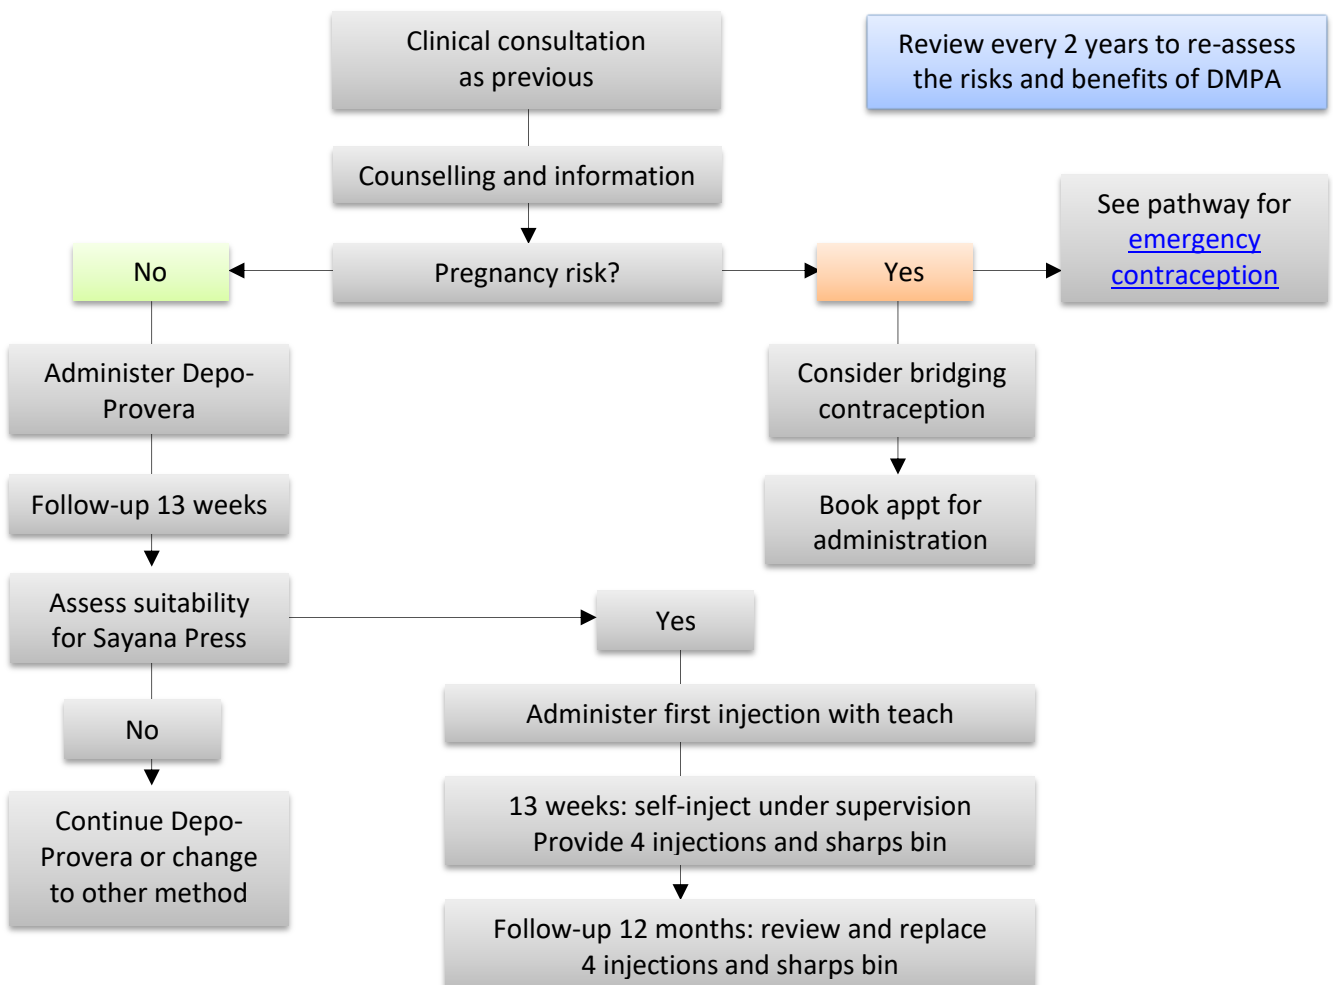 Clinical consultation
as previous
Review every 2 years to re-assess
the risks and benefits of DMPA
Counselling and information
See pathway for
emergency
contraception
No
Pregnancy risk?
Yes
Administer Depo-
Provera
Consider bridging
contraception
Follow-up 13 weeks
Book appt for
administration
Assess suitability
for Sayana Press
Yes
No
Administer first injection with teach
Continue Depo-
Provera or change
to other method
13 weeks: self-inject under supervision
Provide 4 injections and sharps bin
Follow-up 12 months: review and replace
4 injections and sharps bin